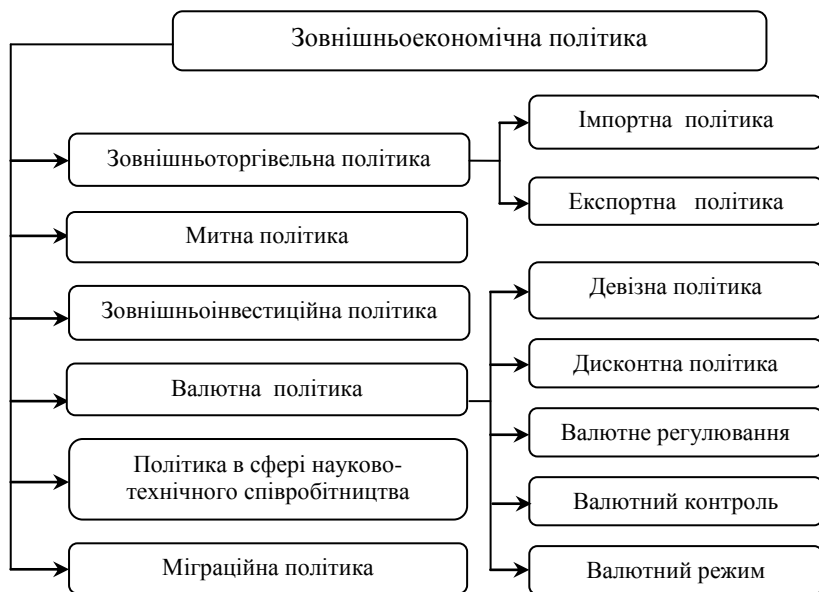 Зовнішньоекономічна політика
Зовнішньоторгівельна політика
Імпортна політика
Експортна політика
Митна політика
Зовнішньоінвестиційна політика
Валютна політика
Девізна політика
Дисконтна політика
Валютне регулювання
Валютний контроль
Валютний режим
Політика в сфері науково-
технічного співробітництва
Міграційна політика